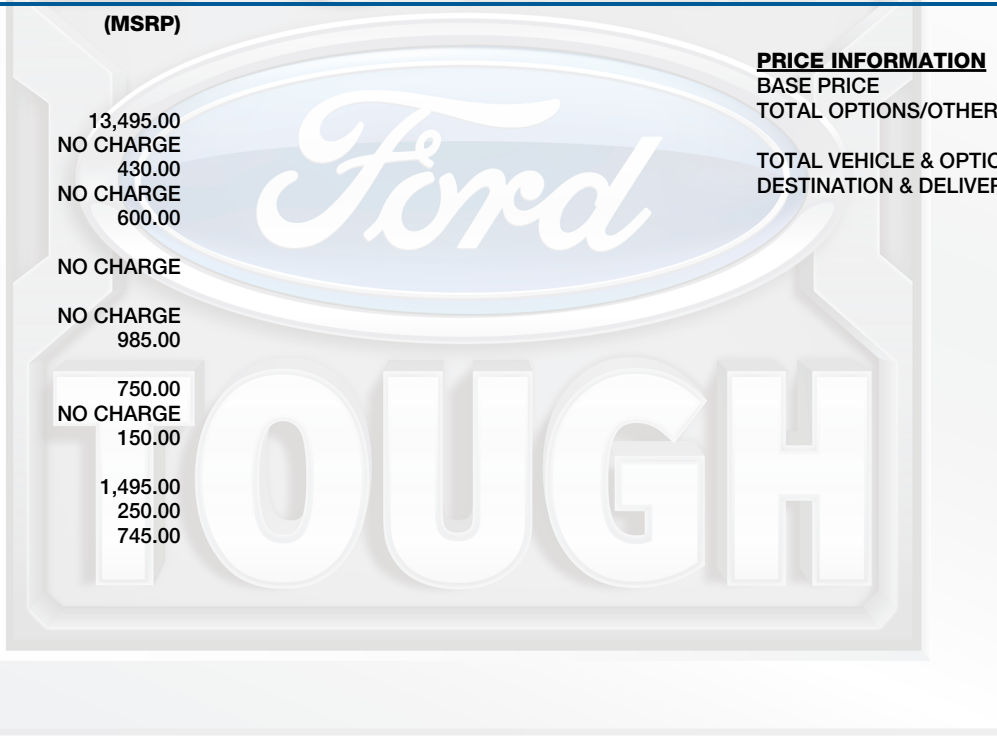 (MSRP)
13,495.00
NO CHARGE
430.00
NO CHARGE
600.00
NO CHARGE
NO CHARGE
985.00
750.00
NO CHARGE
150.00
1,495.00
250.00
745.00
PRICE INFORMATION
BASE PRICE
TOTAL OPTIONS/OTHER
TOTAL VEHICLE & OPTIO
DESTINATION & DELIVER
Ford
TOUGH